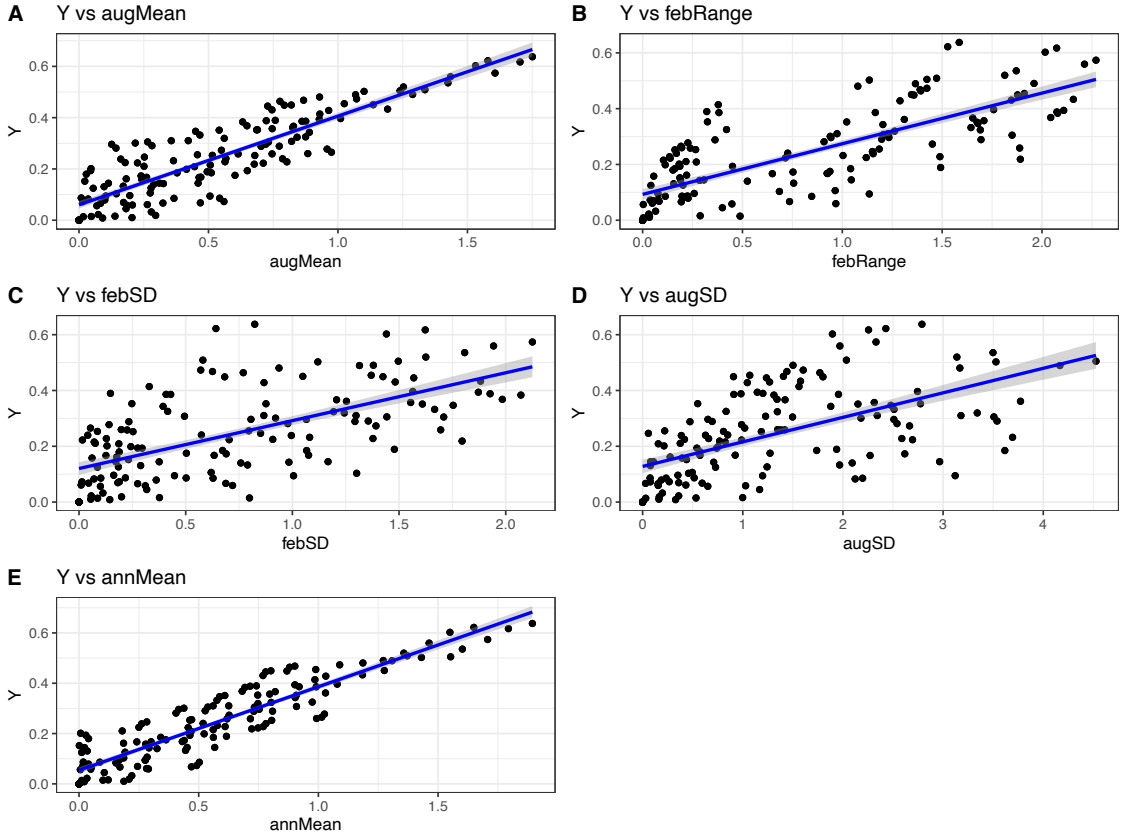 A
Y vs augMean
Y
0.6
0.4
0.2
0.0
0.0 0.5 1.0 1.5
augMean
B
Y vs febRange
Y
0.6
0.4
0.2
0.0
0.0 0.5 1.0 1.5 2.0
febRange
C
Y vs febSD
Y
0.6
0.4
0.2
0.0
0.0 0.5 1.0 1.5 2.0
febSD
D
Y vs augSD
Y
0.6
0.4
0.2
0.0
0 1 2 3 4
augSD
E
Y vs annMean
Y
0.6
0.4
0.2
0.0
0.0 0.5 1.0 1.5
annMean